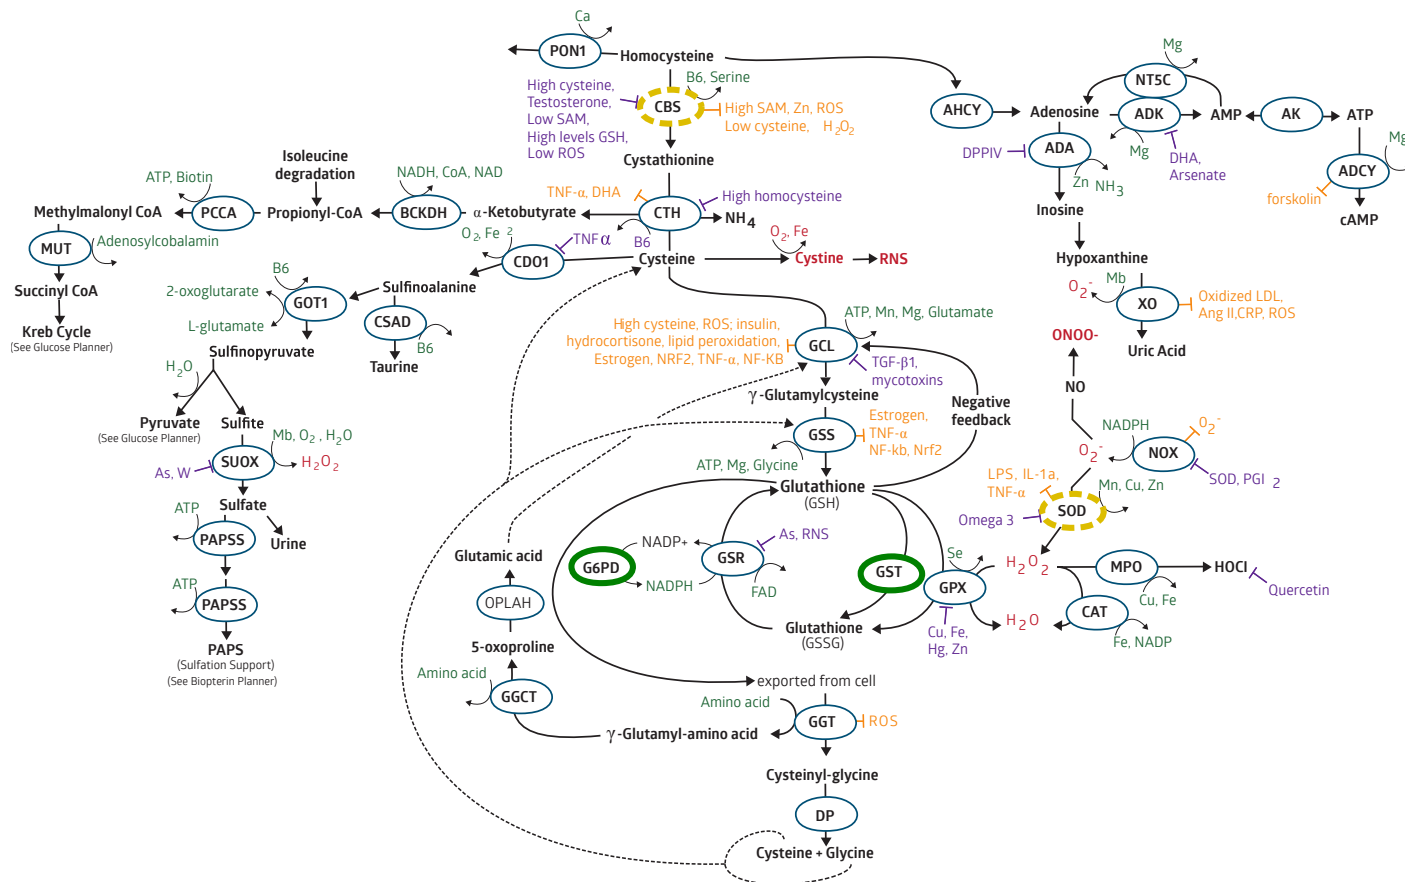 Ca
PON1
Homocysteine
B6, Serine
High cysteine,
Testosterone,
Low SAM,
High levels GSH,
Low ROS
CBS
High SAM, Zn, ROS
Low cysteine, H2O2
Cystathionine
AHCY
Adenosine
Mg
NT5C
ADK
Mg
AMP
AK
ATP
DHA,
Arsenate
DPPIV
ADA
Zn
NH3
Mg
ADCY
forskolin
cAMP
Inosine
Hypoxanthine
Mb
O2-
XO
Oxidized LDL,
Ang II,CRP, ROS
Uric Acid
Isoleucine
degradation
ATP, Biotin
NADH, CoA, NAD
TNF-α, DHA
High homocysteine
Methylmalonyl CoA
PCCA
Propionyl-CoA
BCKDH
α-Ketobutyrate
CTH
NH4
B6
MUT
Adenosylcobalamin
Succinyl CoA
Kreb Cycle
(See Glucose Planner)
O2, Fe 2
TNFα
CDO1
Cysteine
O2, Fe
Cystine
RNS
B6
2-oxoglutarate
GOT1
L-glutamate
Sulfinoalanine
CSAD
B6
Taurine
Sulfinopyruvate
H2O
Pyruvate
(See Glucose Planner)
Sulfite
Mb, O2 , H2O
As, W
SUOX
H2O2
Sulfate
Urine
ATP
PAPSS
ATP
PAPSS
PAPS
(Sulfation Support)
(See Biopterin Planner)
High cysteine, ROS; insulin,
hydrocortisone, lipid peroxidation,
Estrogen, NRF2, TNF-α, NF-KB
ATP, Mn, Mg, Glutamate
GCL
TGF-β1,
mycotoxins
γ-Glutamylcysteine
Negative
feedback
GSS
Estrogen,
TNF-α
NF-kb, Nrf2
ATP, Mg, Glycine
Glutathione
(GSH)
ONOO-
NO
O2-
NADPH
NOX
O2-
SOD, PGI 2
LPS, IL-1a,
TNF-α
Mn, Cu, Zn
Omega 3
SOD
H2O2
MPO
Cu, Fe
HOCl
Quercetin
CAT
Fe, NADP
H2O
Se
GPX
Cu, Fe,
Hg, Zn
GST
As, RNS
GSR
FAD
NADP+
NADPH
G6PD
Glutathione
(GSSG)
Glutamic acid
OPLAH
5-oxoproline
Amino acid
GGCT
γ-Glutamyl-amino acid
exported from cell
Amino acid
GGT
ROS
Cysteinyl-glycine
DP
Cysteine + Glycine